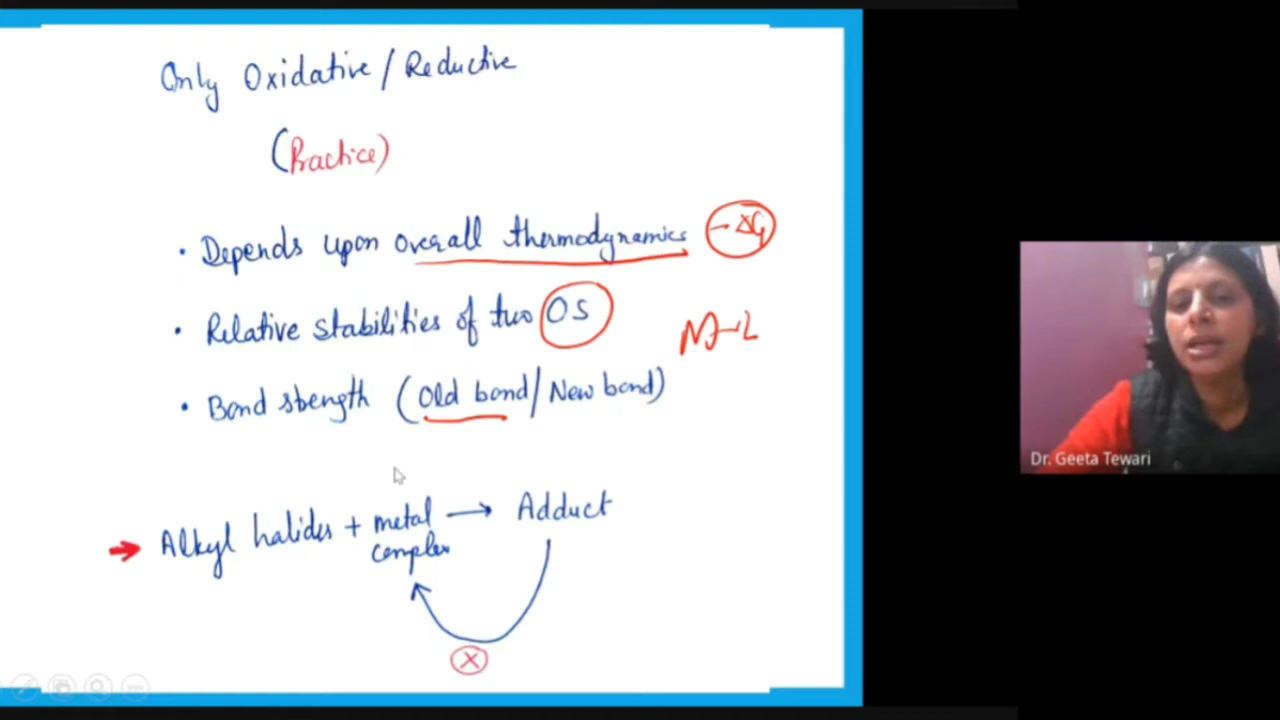 Only Oxidative / Reductive
(Practice)
• Depends upon overall thermodynamics -ΔG
• Relative stabilities of two OS
M-L
• Bond stength (Old bond/New bond)
→ Alkyl halides + metal complex → Adduct
X
Dr. Geeta Tewari